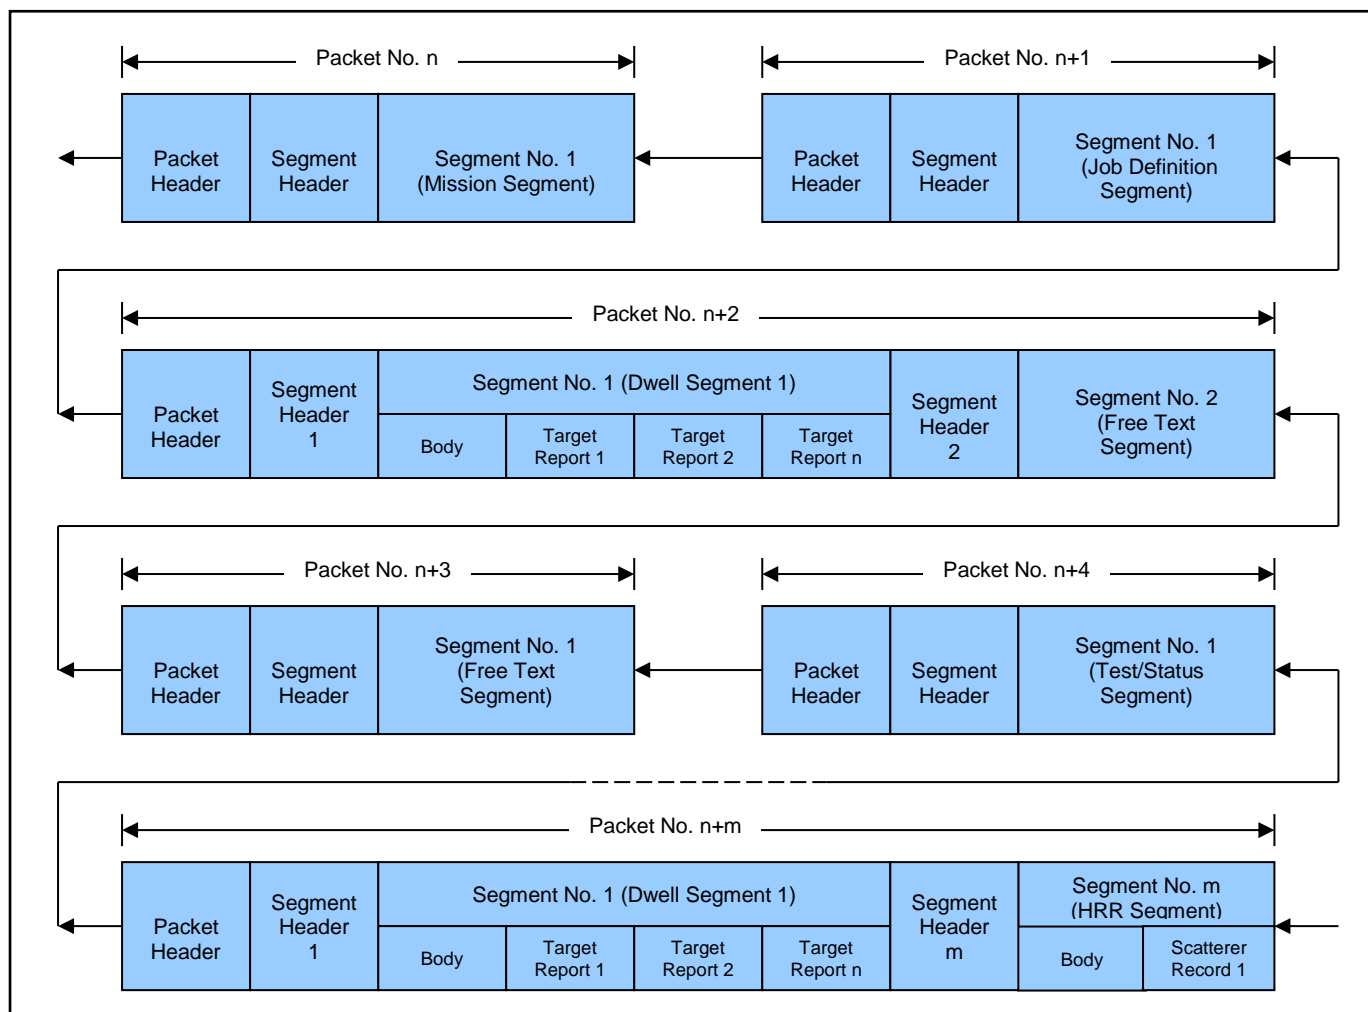 Packet No. n
Packet No. n+1
Packet
Header
Segment
Header
Segment No. 1
(Mission Segment)
Packet
Header
Segment
Header
Segment No. 1
(Job Definition
Segment)
Packet No. n+2
Packet
Header
Segment
Header
1
Segment No. 1 (Dwell Segment 1)
Body
Target
Report 1
Target
Report 2
Target
Report n
Segment
Header
2
Segment No. 2
(Free Text
Segment)
Packet No. n+3
Packet No. n+4
Packet
Header
Segment
Header
Segment No. 1
(Free Text
Segment)
Packet
Header
Segment
Header
Segment No. 1
(Test/Status
Segment)
Packet No. n+m
Packet
Header
Segment
Header
1
Segment No. 1 (Dwell Segment 1)
Body
Target
Report 1
Target
Report 2
Target
Report n
Segment
Header
m
Segment No. m
(HRR Segment)
Body
Scatterer
Record 1